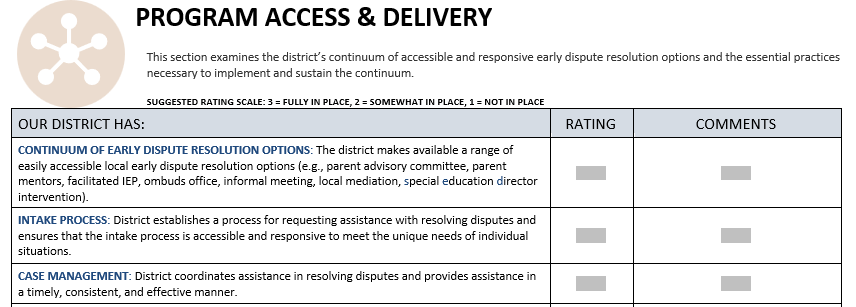 PROGRAM ACCESS & DELIVERY
This section examines the district's continuum of accessible and responsive early dispute resolution options and the essential practices
necessary to implement and sustain the continuum.
SUGGESTED RATING SCALE: 3 = FULLY IN PLACE, 2 = SOMEWHAT IN PLACE, 1 = NOT IN PLACE
OUR DISTRICT HAS: RATING COMMENTS
CONTINUUM OF EARLY DISPUTE RESOLUTION OPTIONS: The district makes available a range of
easily accessible local early dispute resolution options (e.g., parent advisory committee, parent
mentors, facilitated IEP, ombuds office, informal meeting, local mediation, special education director
intervention).
INTAKE PROCESS: District establishes a process for requesting assistance with resolving disputes and
ensures that the intake process is accessible and responsive to meet the unique needs of individual
situations.
CASE MANAGEMENT: District coordinates assistance in resolving disputes and provides assistance in
a timely, consistent, and effective manner.